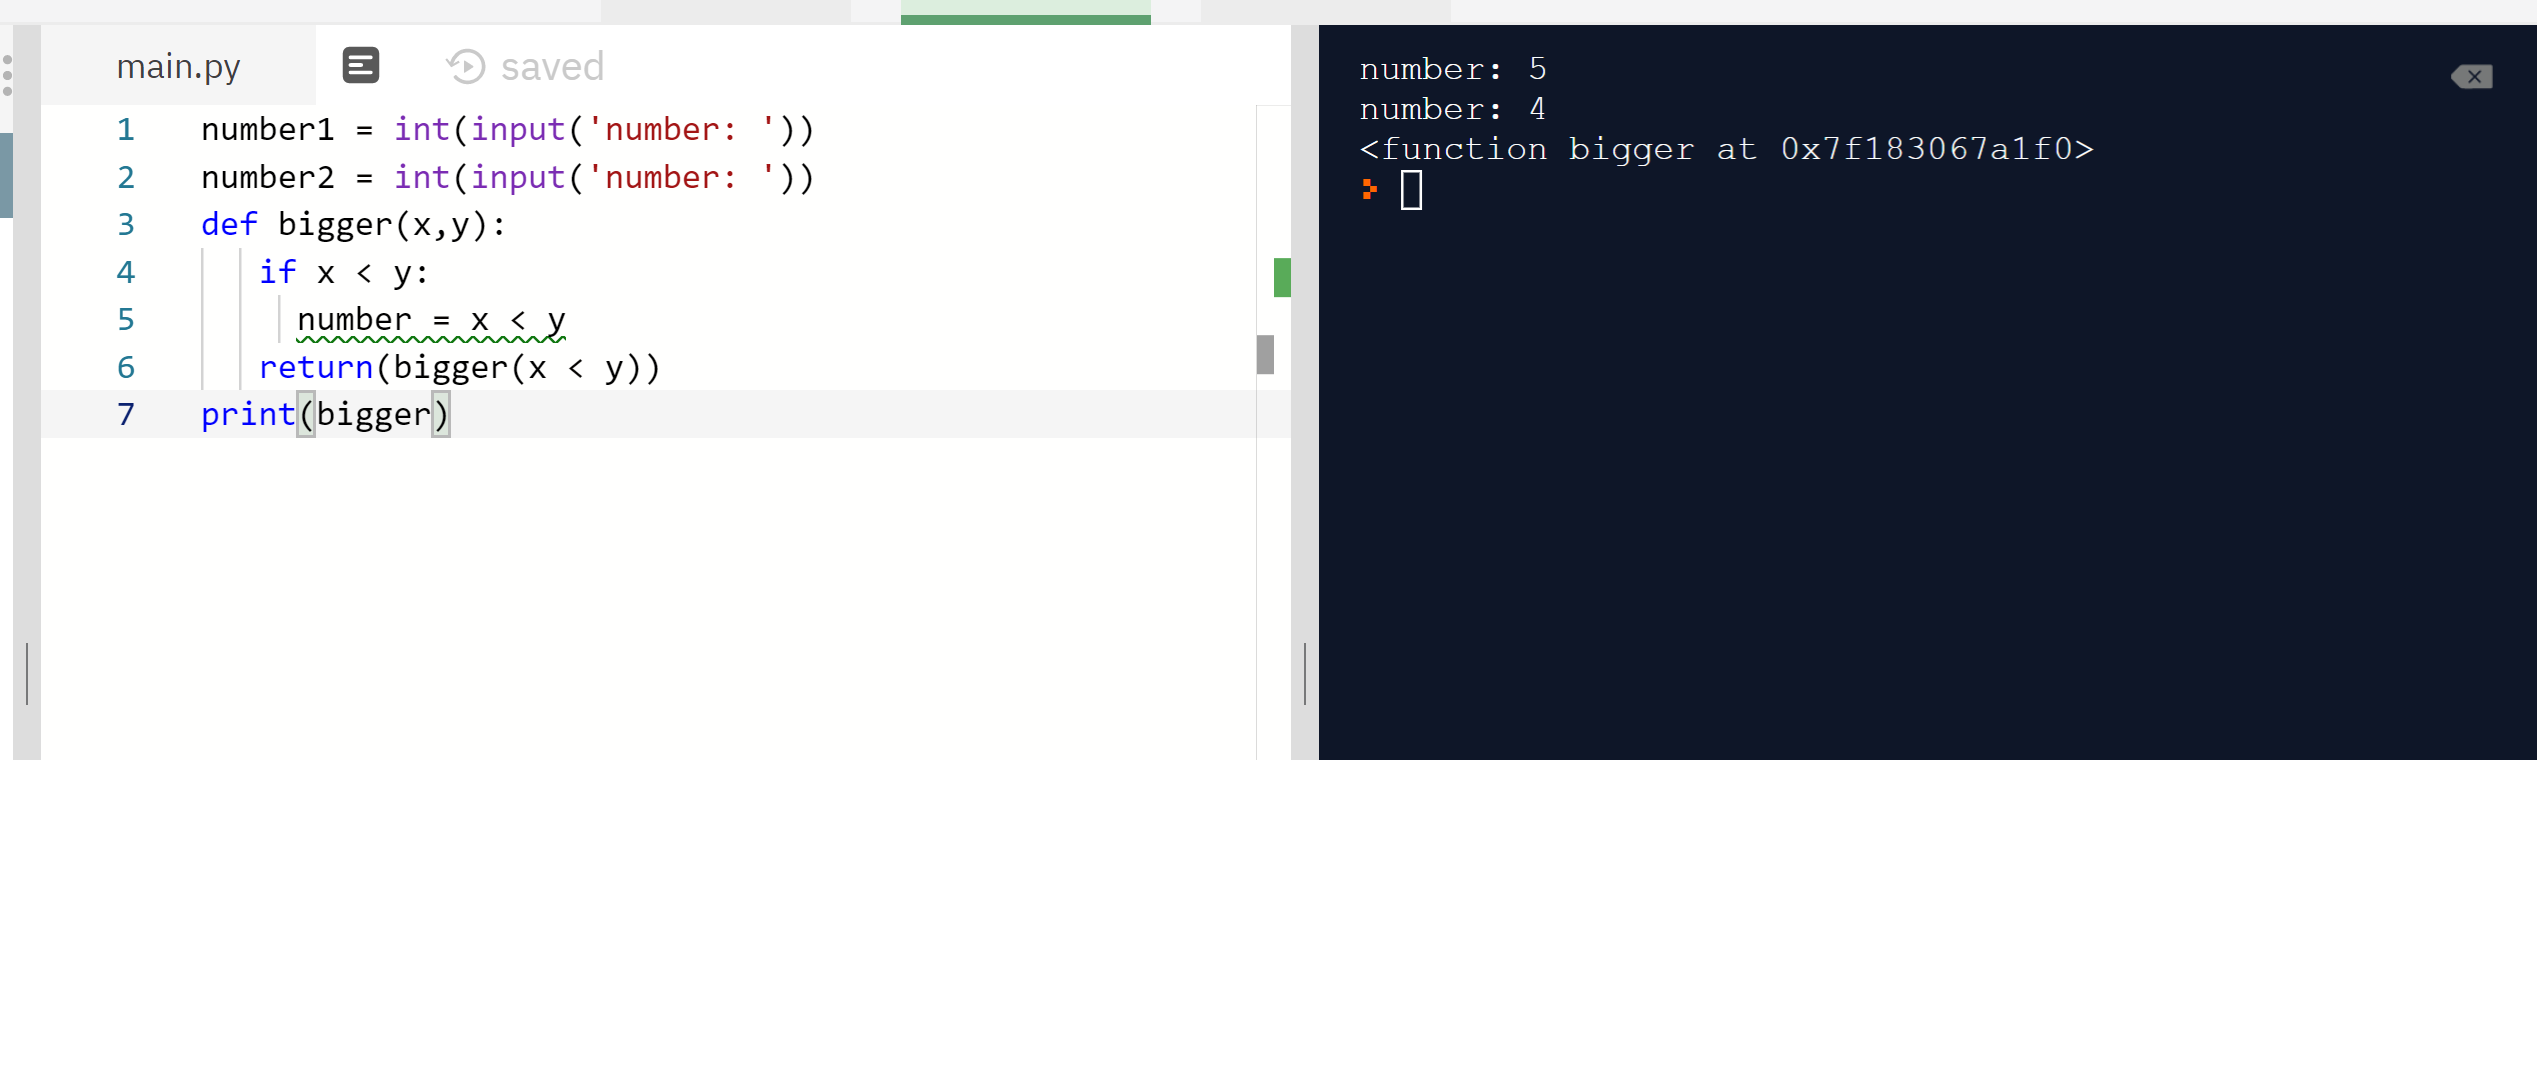 main.py
saved
1 number1 = int(input('number: '))
2 number2 = int(input('number: '))
3 def bigger(x,y):
4 if x < y:
5 number = x < y
6 return(bigger(x < y))
7 print(bigger)
number: 5
number: 4
<function bigger at 0x7f183067a1f0>